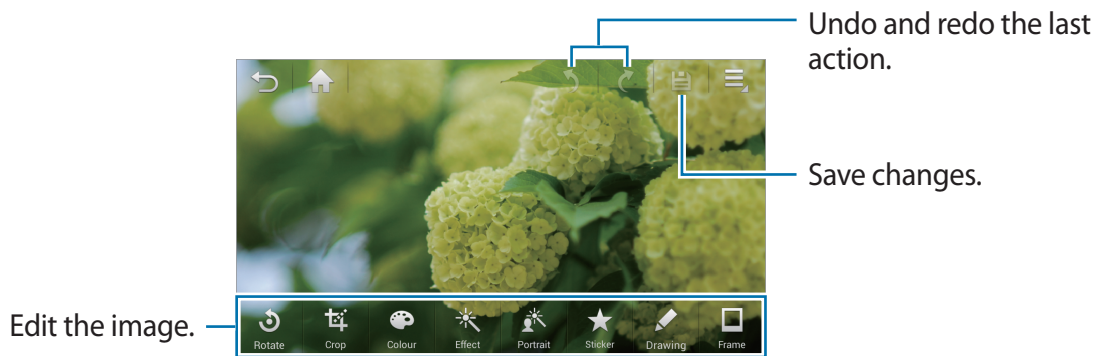 Undo and redo the last
action.
Save changes.
Edit the image.
Rotate
Crop
Colour
Effect
Portrait
Sticker
Drawing
Frame